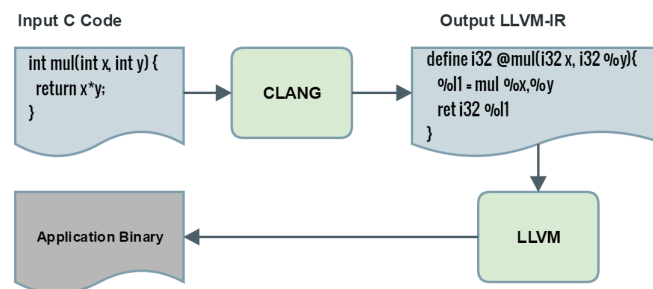 Input C Code
Output LLVM-IR
int mul(int x, int y) {
return x*y;
}
CLANG
define i32 @mul(i32 x, i32 %y){
%l1 = mul %x,%y
ret i32 %l1
}
Application Binary
LLVM